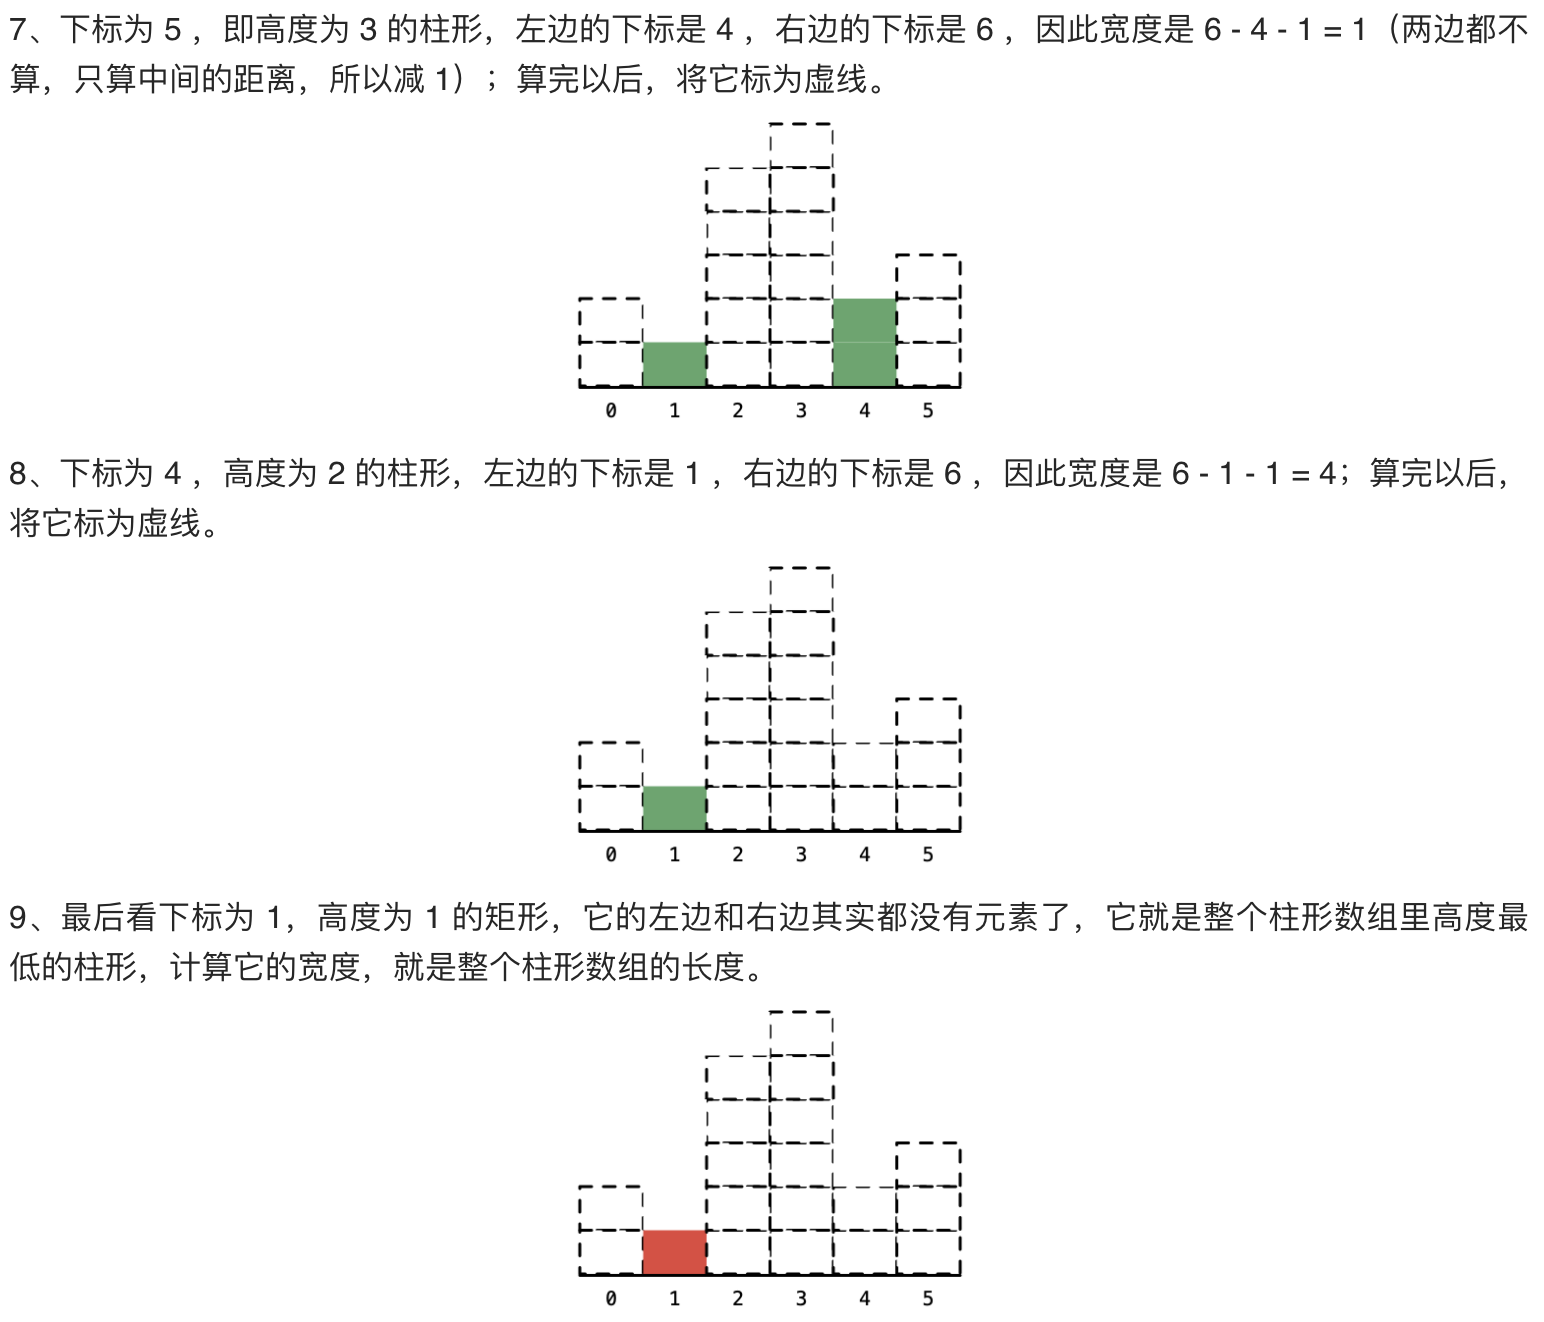 7、下标为 5 ，即高度为 3 的柱形，左边的下标是 4 ，右边的下标是 6 ，因此宽度是 6 - 4 - 1 = 1（两边都不
算，只算中间的距离，所以减 1）；算完以后，将它标为虚线。
0 1 2 3 4 5
8、下标为 4 ，高度为 2 的柱形，左边的下标是 1 ，右边的下标是 6 ，因此宽度是 6 - 1 - 1 = 4；算完以后，
将它标为虚线。
0 1 2 3 4 5
9、最后看下标为 1，高度为 1 的矩形，它的左边和右边其实都没有元素了，它就是整个柱形数组里高度最
低的柱形，计算它的宽度，就是整个柱形数组的长度。
0 1 2 3 4 5